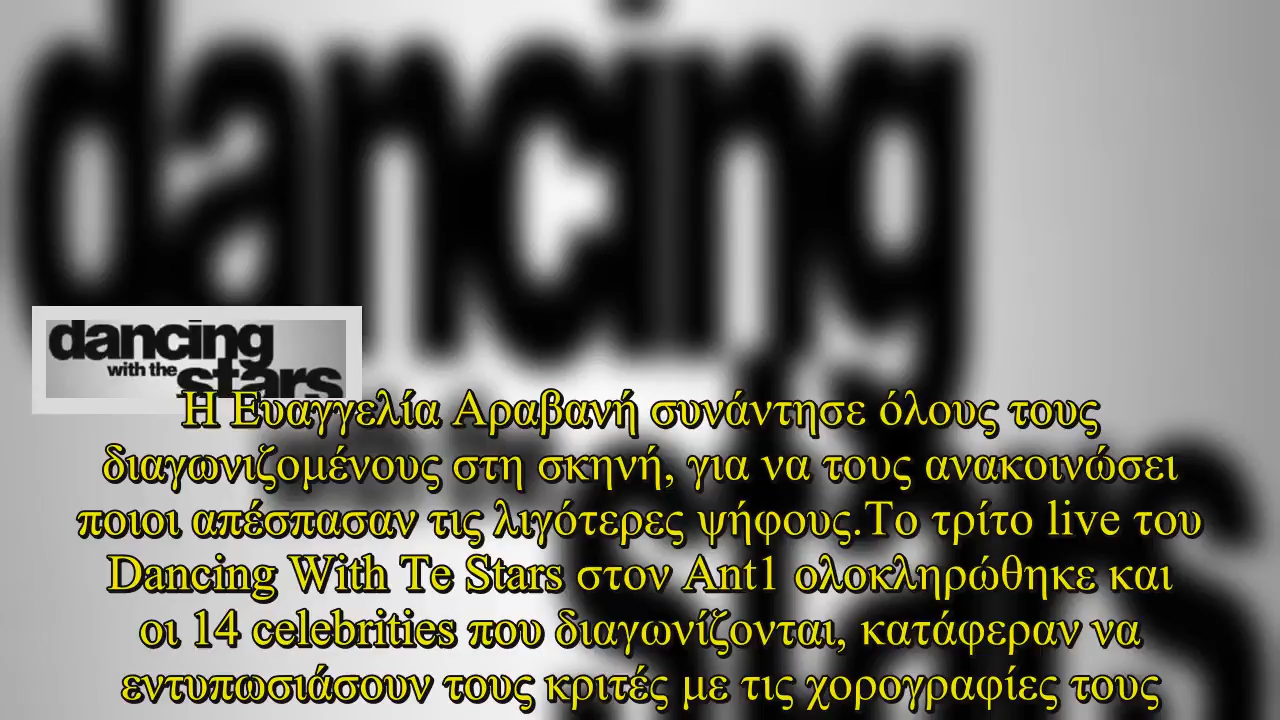 dancing
stars
dancing
with the
stars
Η Ευαγγελία Αραβανή συνάντησε όλους τους
διαγωνιζομένους στη σκηνή, για να τους ανακοινώσει
ποιοι απέσπασαν τις λιγότερες ψήφους.Το τρίτο live του
Dancing With Te Stars στον Ant1 ολοκληρώθηκε και
οι 14 celebrities που διαγωνίζονται, κατάφεραν να
εντυπωσιάσουν τους κριτές με τις χορογραφίες τους